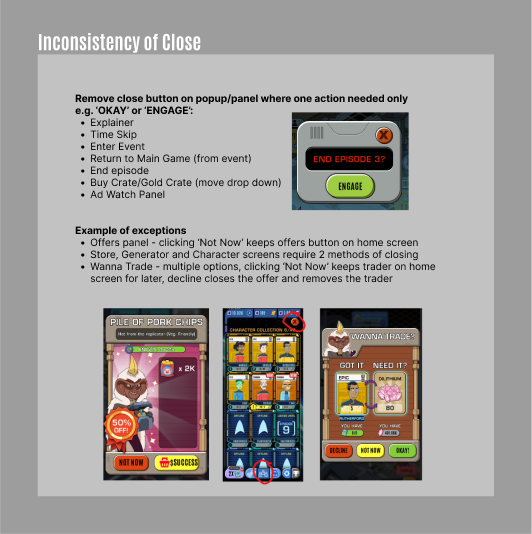 Inconsistency of Close
Remove close button on popup/panel where one action needed only
e.g. 'OKAY' or 'ENGAGE':
• Explainer
• Time Skip
• Enter Event
• Return to Main Game (from event)
• End episode
• Buy Crate/Gold Crate (move drop down)
• Ad Watch Panel
X
END EPISODE 3?
ENGAGE
Example of exceptions
• Offers panel - clicking 'Not Now' keeps offers button on home screen
• Store, Generator and Character screens require 2 methods of closing
• Wanna Trade - multiple options, clicking 'Not Now' keeps trader on home
screen for later, decline closes the offer and removes the trader
PILE OF PORK CHIPS
x 2K
50%
OFF!
NOT NOW
$SUCCESS
CHARACTER COLLECTION
OFFLINE
OFFLINE
9
OFFLINE
OFFLINE
OFFLINE
WANNA TRADE?
GOT IT
NEED IT?
EPIC
DILITHIUM
80
RUTHERFORD
YOU HAVE
YOU HAVE
DECLINE
NOT NOW
OKAY!